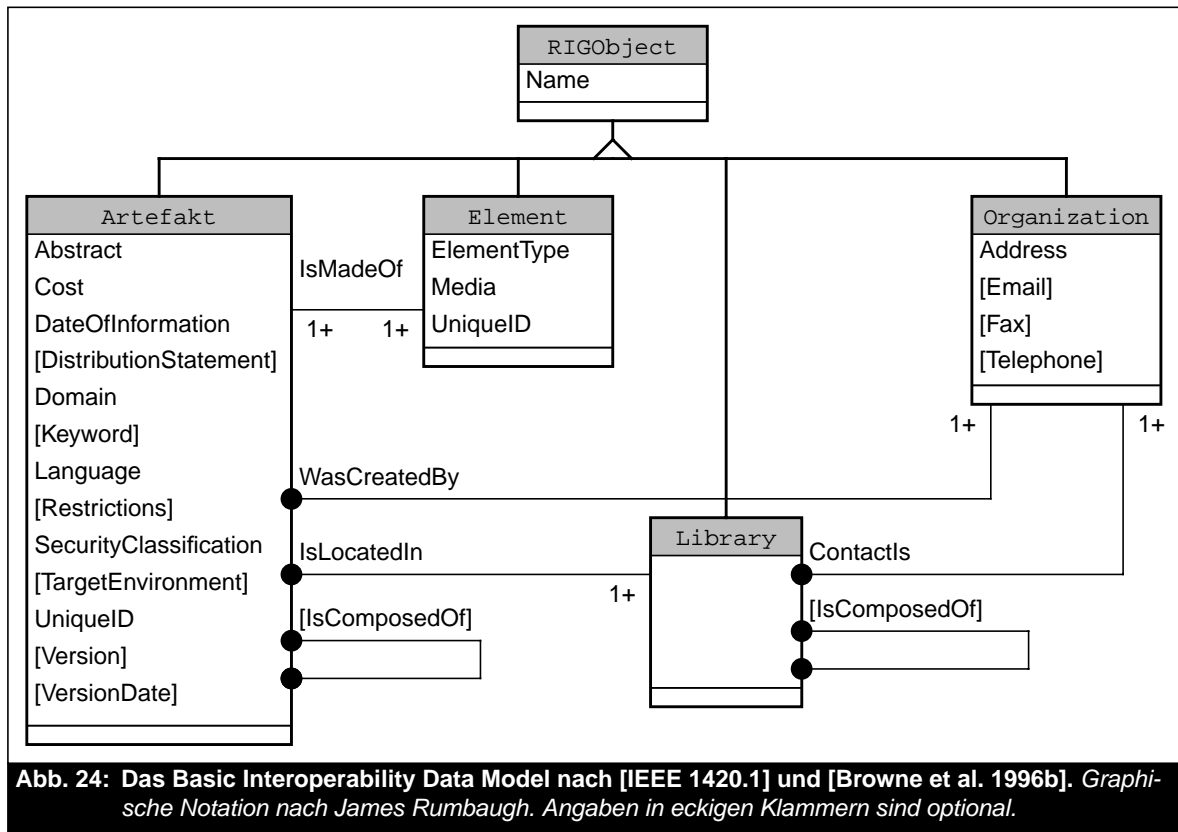 RIGObject
Name
Artefakt
Abstract
Cost
DateOfInformation
[DistributionStatement]
Domain
[Keyword]
Language
[Restrictions]
SecurityClassification
[TargetEnvironment]
UniqueID
[Version]
[VersionDate]
IsMadeOf
1+
1+
Element
ElementType
Media
UniqueID
Organization
Address
[Email]
[Fax]
[Telephone]
1+
1+
WasCreatedBy
IsLocatedIn
1+
[IsComposedOf]
Library
ContactIs
[IsComposedOf]
Abb. 24: Das Basic Interoperability Data Model nach [IEEE 1420.1] und [Browne et al. 1996b]. Graphi-
sche Notation nach James Rumbaugh. Angaben in eckigen Klammern sind optional.